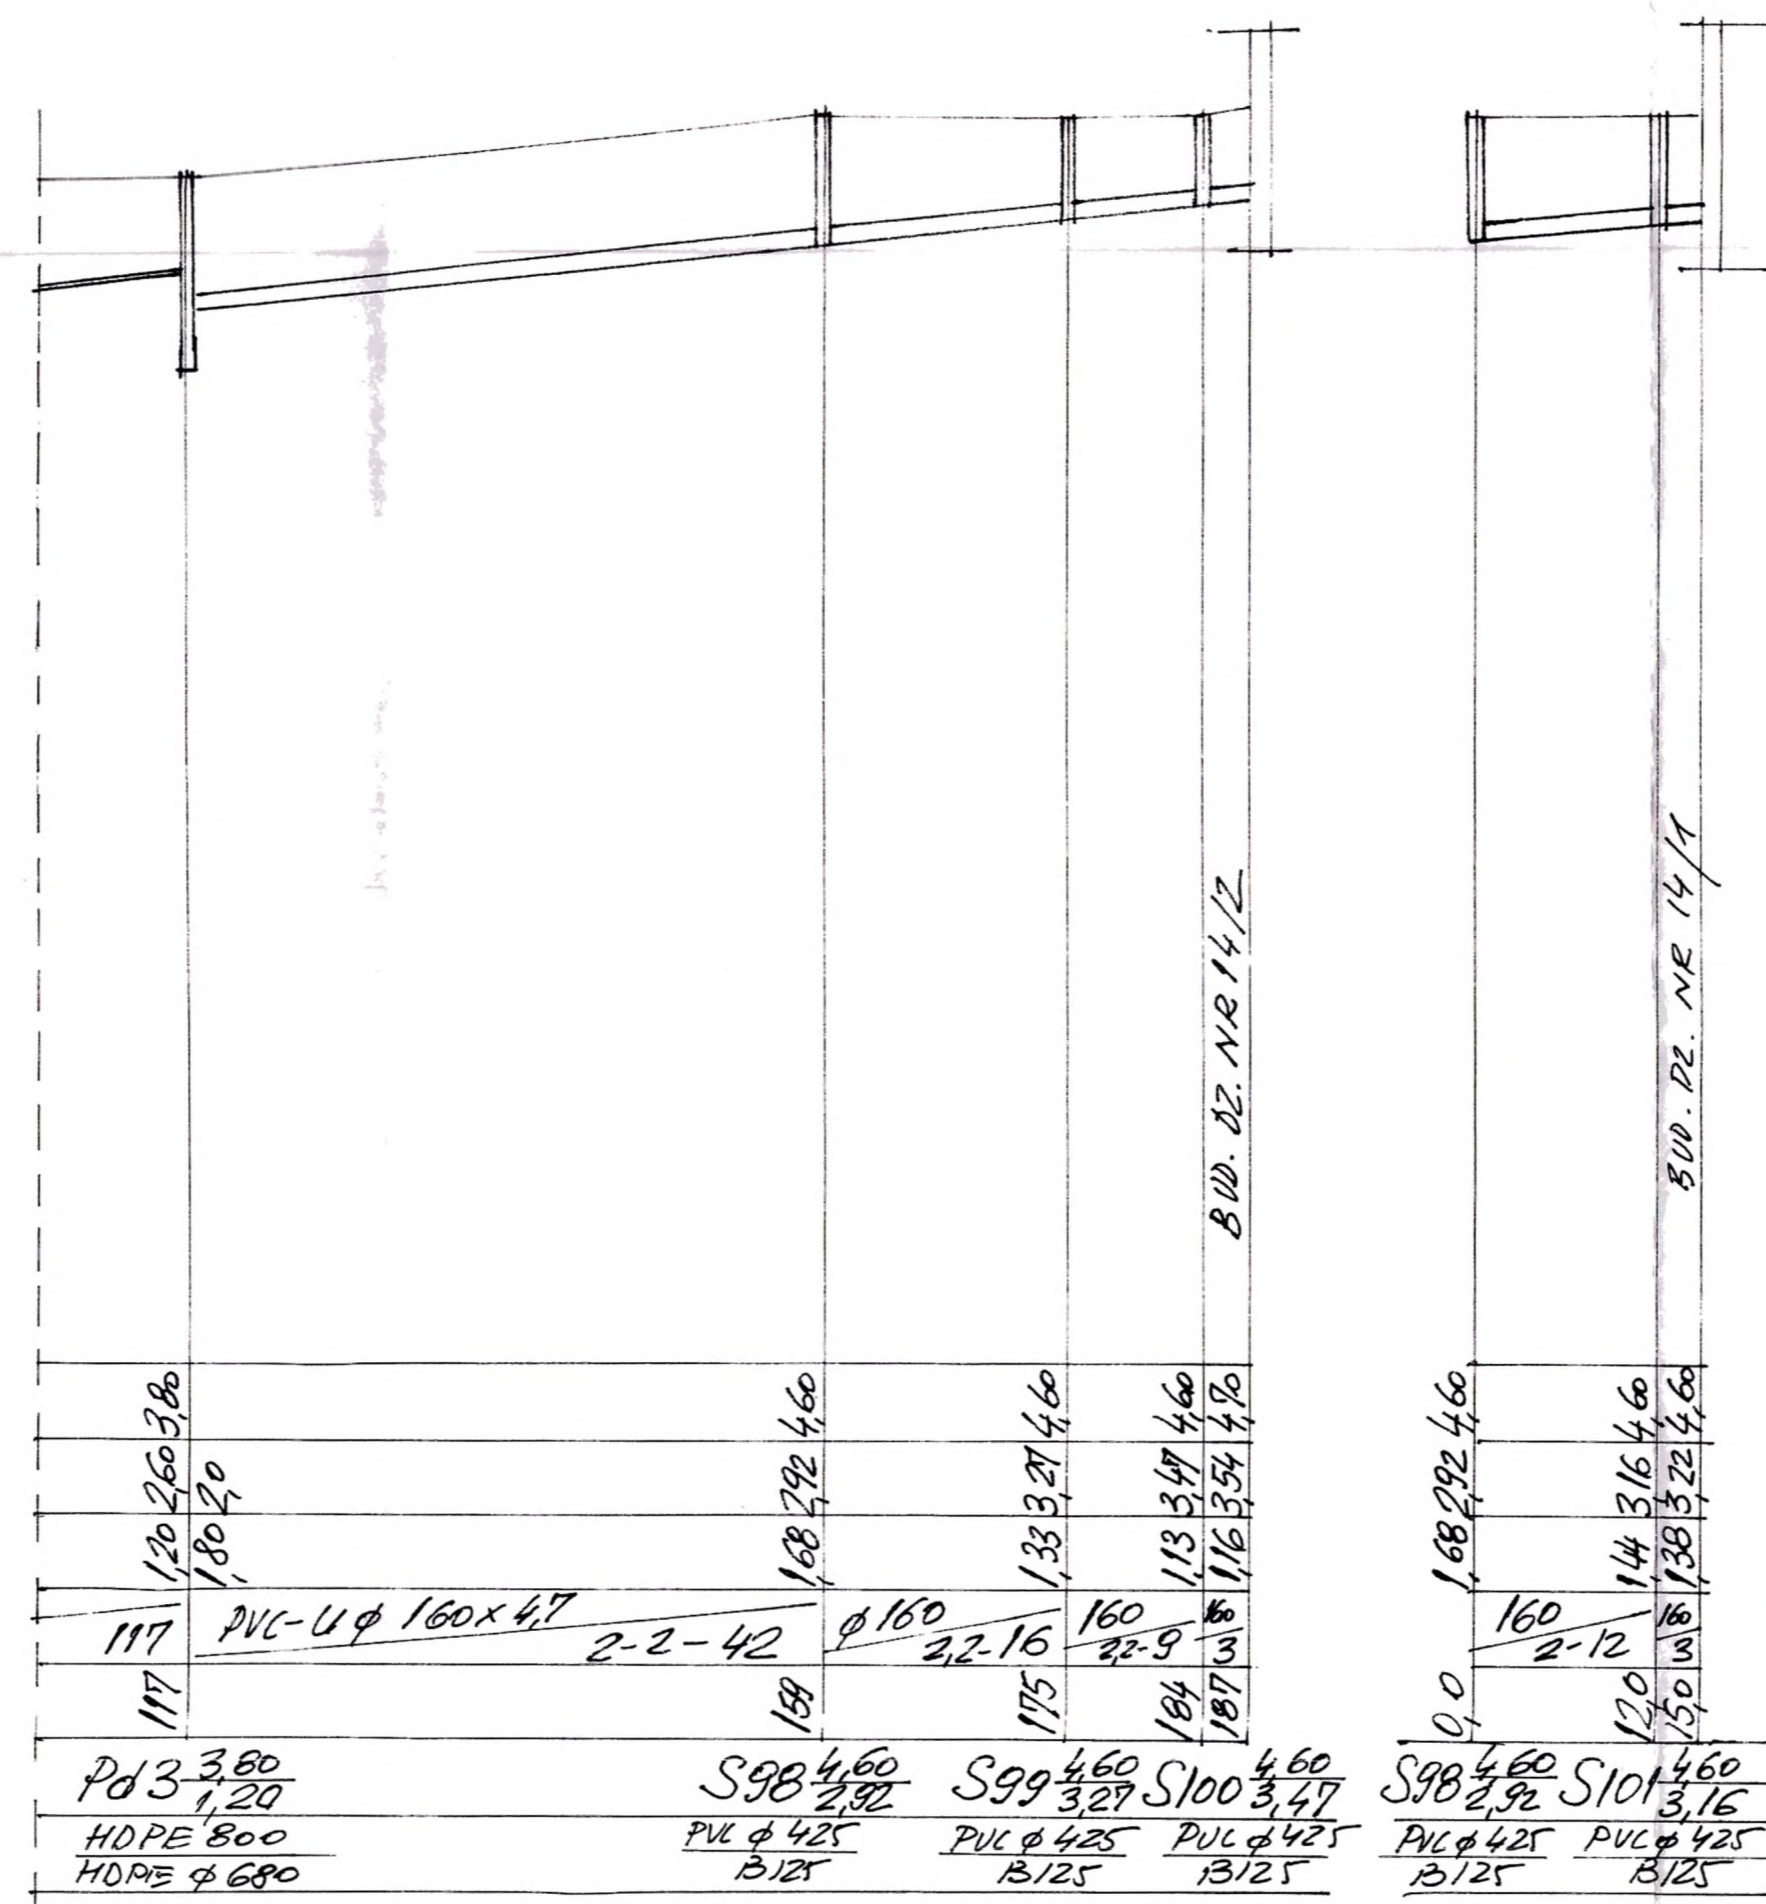 BUD. DZ. NR 14/2
BUD. DZ. NR 14/1
3,80 4,60 4,60 4,60 4,70 4,60 4,60 4,60
2,60 2,0 2,92 3,27 3,47 3,54 2,92 3,16 3,22
1,20 1,80 1,68 1,33 1,13 1,16 1,68 1,44 1,38
PVC-U φ 160 x 4,7 φ 160 160 160 160 160
117 2-2-42 2,2-16 2,2-9 3 2-12 3
117 159 175 184 187 0,0 12,0 15,0
Pd3 3,80/1,20 S98 4,60/2,92 S99 4,60/3,27 S100 4,60/3,47 S98 4,60/2,92 S101 4,60/3,16
HDPE 800 PVC φ 425 PVC φ 425 PVC φ 425 PVC φ 425 PVC φ 425
HDPE φ 680 B125 B125 B125 B125 B125